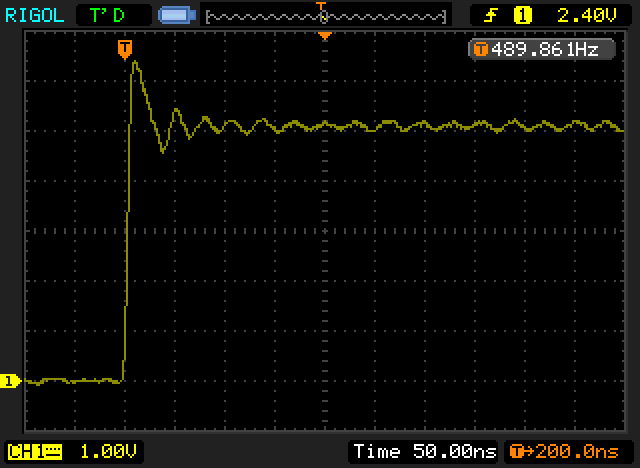 RIGOL T'D T f 1 2.40V
T
T 489.861Hz
1
CH1 1.00V Time 50.00ns T→200.0ns